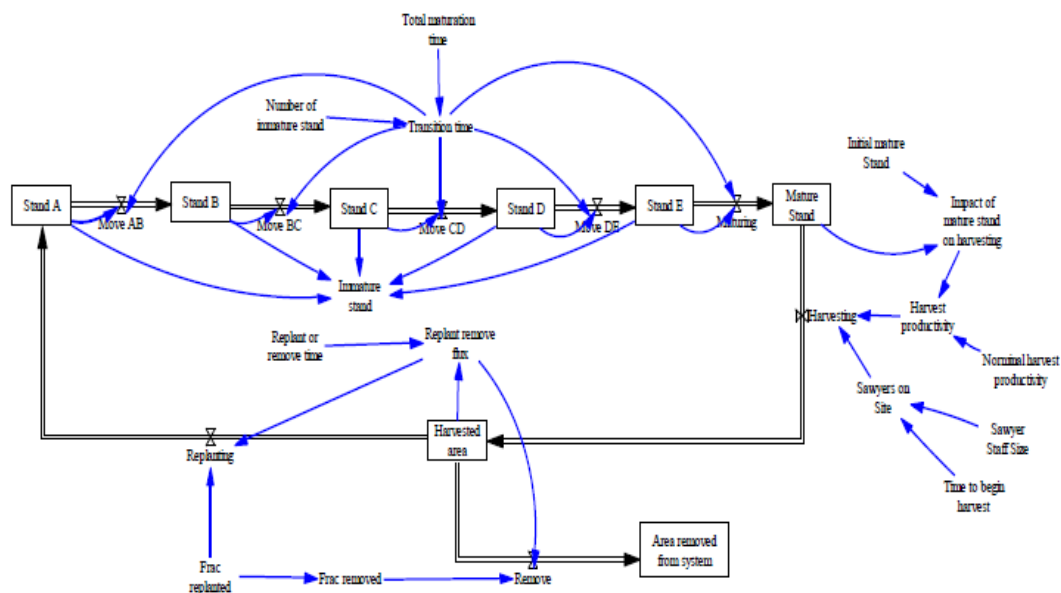 Total maturation
time
Number of
immature stand
Transition time
Initial mature
Stand
Stand A
Move AB
Stand B
Move BC
Stand C
Move CD
Stand D
Move DE
Stand E
Maturing
Mature
Stand
Impact of
mature stand
on harvesting
Immature
stand
Replant or
remove time
Replant remove
flux
Harvesting
Harvest
productivity
Norminal harvest
productivity
Sawyers on
Site
Sawyer
Staff Size
Time to begin
harvest
Replanting
Harvested
area
Area removed
from system
Frac
replanted
Frac removed
Remove